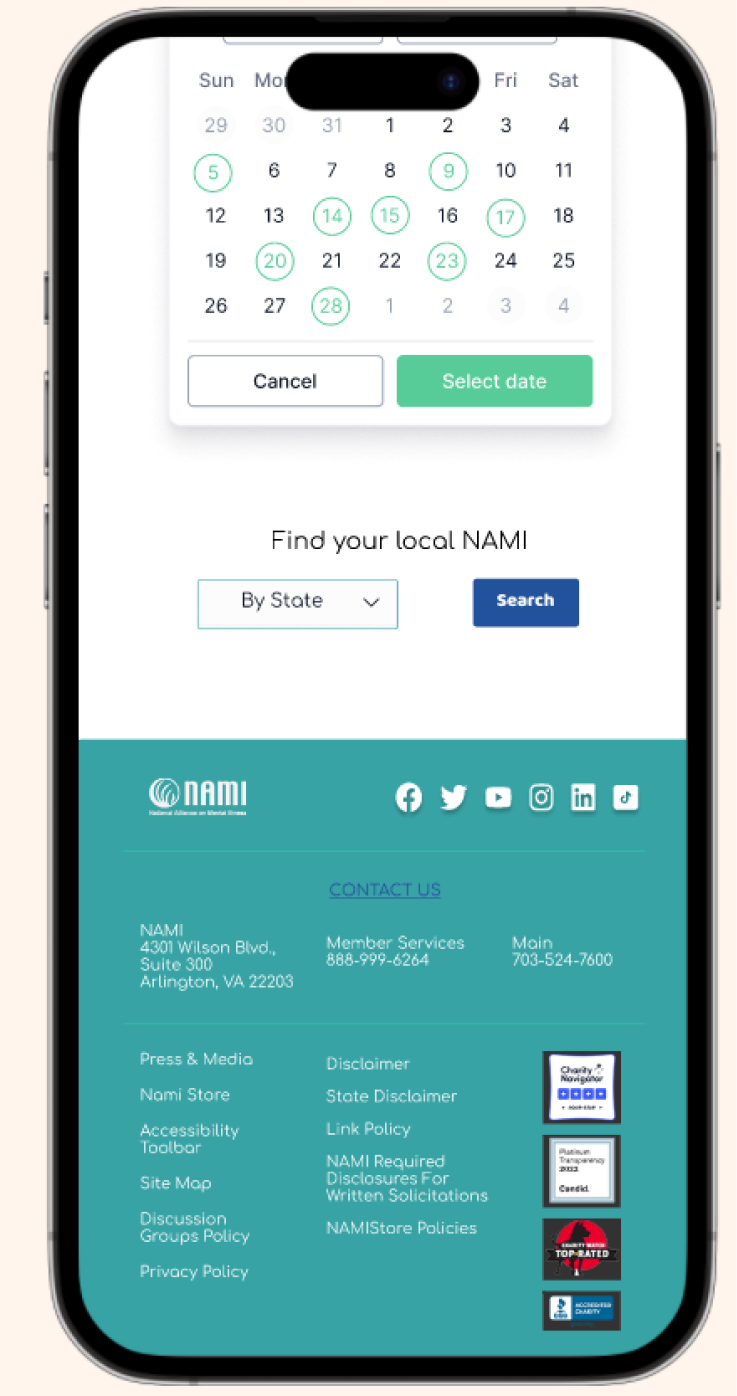 Sun Mo Fri Sat
29 30 31 1 2 3 4
5 6 7 8 9 10 11
12 13 14 15 16 17 18
19 20 21 22 23 24 25
26 27 28 1 2 3 4
Cancel Select date
Find your local NAMI
By State Search
NAMI
National Alliance on Mental Illness
CONTACT US
NAMI
4301 Wilson Blvd.,
Suite 300
Arlington, VA 22203
Member Services
888-999-6264
Main
703-524-7600
Press & Media
Nami Store
Accessibility
Toolbar
Site Map
Discussion
Groups Policy
Privacy Policy
Disclaimer
State Disclaimer
Link Policy
NAMI Required
Disclosures For
Written Solicitations
NAMIStore Policies
Charity
Navigator
FOUR-STAR
Platinum
Transparency
2022
Candid.
CHARITY WATCH
TOP-RATED
BBB
ACCREDITED
CHARITY
in